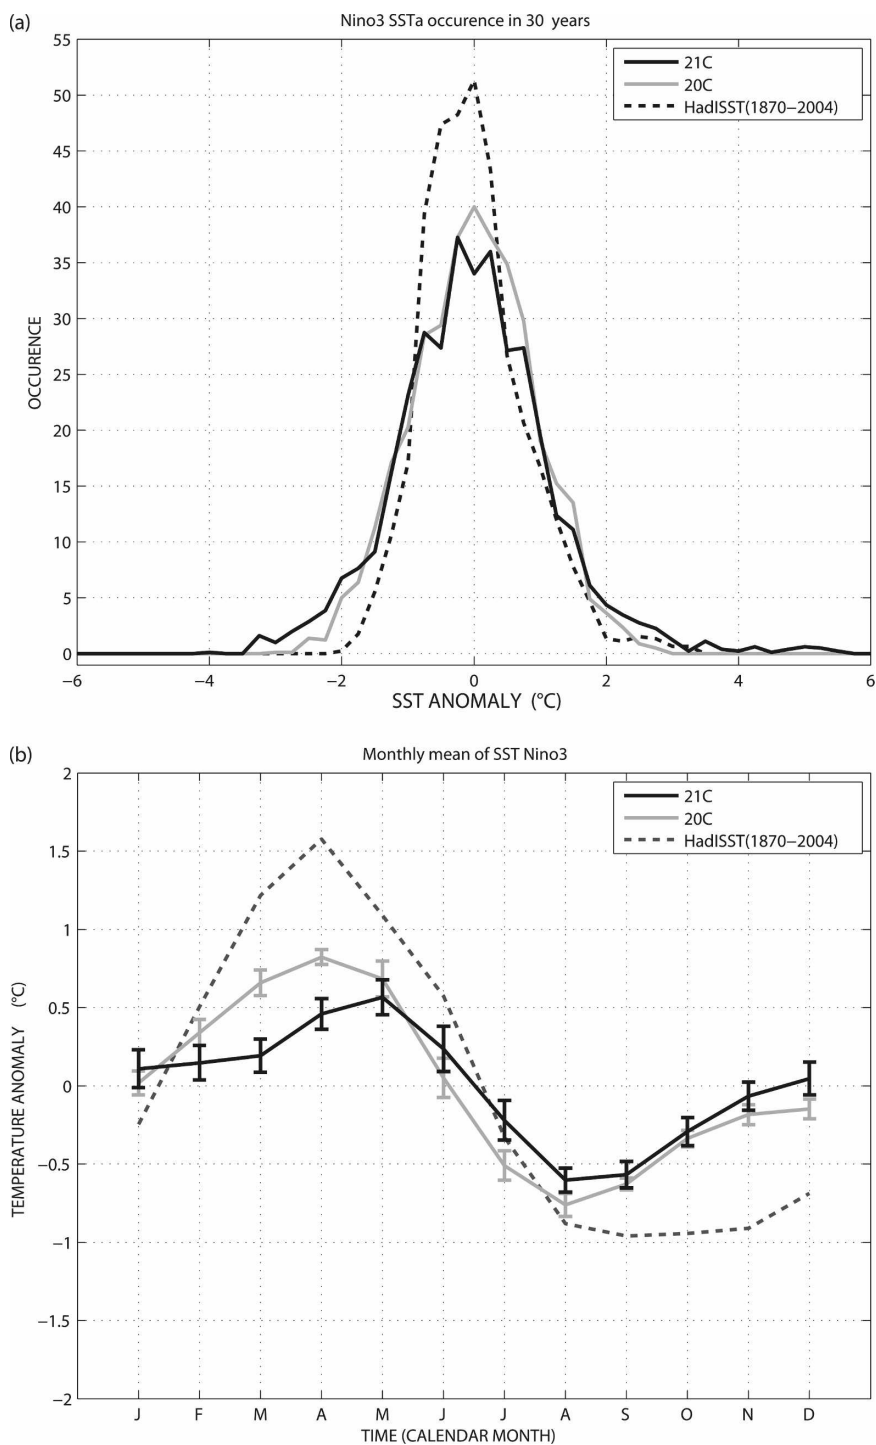 (a)
Nino3 SSTa occurence in 30 years
55
50
45
40
35
30
25
20
15
10
5
0
OCCURENCE
21C
20C
HadISST(1870−2004)
−6 −4 −2 0 2 4 6
SST ANOMALY (°C)
(b)
Monthly mean of SST Nino3
2
1.5
1
0.5
0
−0.5
−1
−1.5
−2
TEMPERATURE ANOMALY (°C)
21C
20C
HadISST(1870−2004)
J F M A M J J A S O N D
TIME (CALENDAR MONTH)